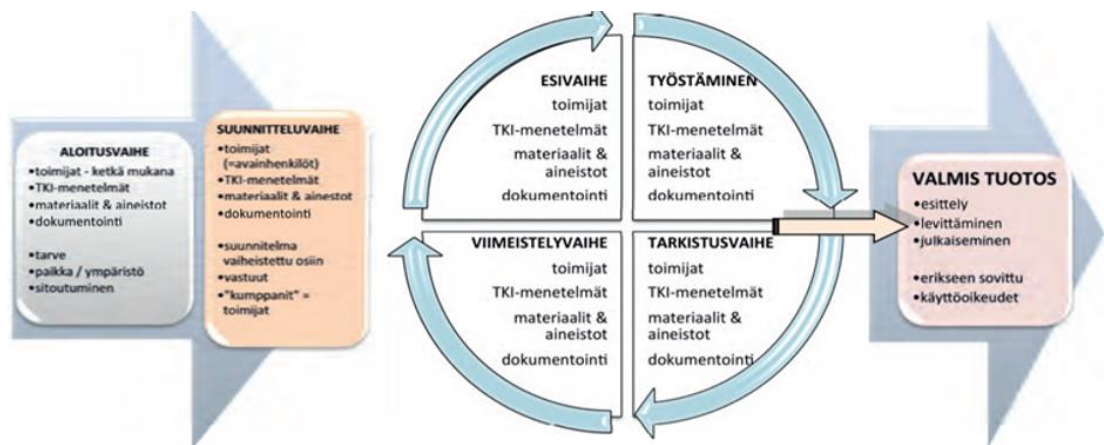 ALOITUSVAIHE
•toimijat - ketkä mukana
•TKI-menetelmät
•materiaalit & aineistot
•dokumentointi
•tarve
•paikka / ympäristö
•sitoutuminen
SUUNNITTELUVAIHE
•toimijat
(=avainhenkilöt)
•TKI-menetelmät
•materiaalit & ainestot
•dokumentointi
•suunnitelma
vaiheistettu osiin
•vastuut
•"kumppanit" =
toimijat
ESIVAIHE
toimijat
TKI-menetelmät
materiaalit &
aineistot
dokumentointi
TYÖSTÄMINEN
toimijat
TKI-menetelmät
materiaalit &
aineistot
dokumentointi
VIIMEISTELYVAIHE
toimijat
TKI-menetelmät
materiaalit &
aineistot
dokumentointi
TARKISTUSVAIHE
toimijat
TKI-menetelmät
materiaalit &
aineistot
dokumentointi
VALMIS TUOTOS
•esittely
•levittäminen
•julkaiseminen
•erikseen sovittu
•käyttöoikeudet